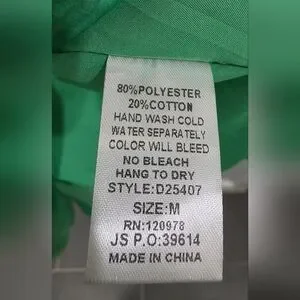 80%POLYESTER
20%COTTON
HAND WASH COLD
WATER SEPARATELY
COLOR WILL BLEED
NO BLEACH
HANG TO DRY
STYLE:D25407
SIZE:M
RN:120978
JS P.O:39614
MADE IN CHINA